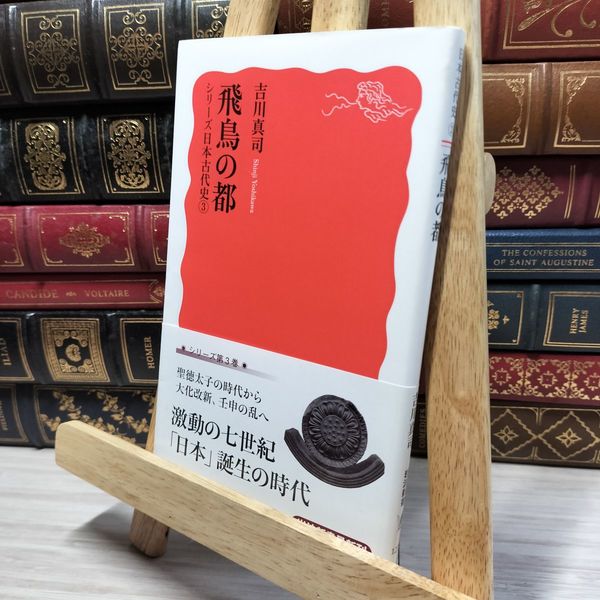 吉川真司
Shinji Yoshikawa
飛鳥の都
シリーズ日本古代史③
シリーズ第3巻
聖徳太子の時代から
大化改新、壬申の乱へ
激動の七世紀
「日本」誕生の時代
飛鳥の都
CANDIDE
VOLTAIRE
ILIAD
HOMER
THE CONFESSIONS
OF SAINT AUGUSTINE
HENRY
JAMES